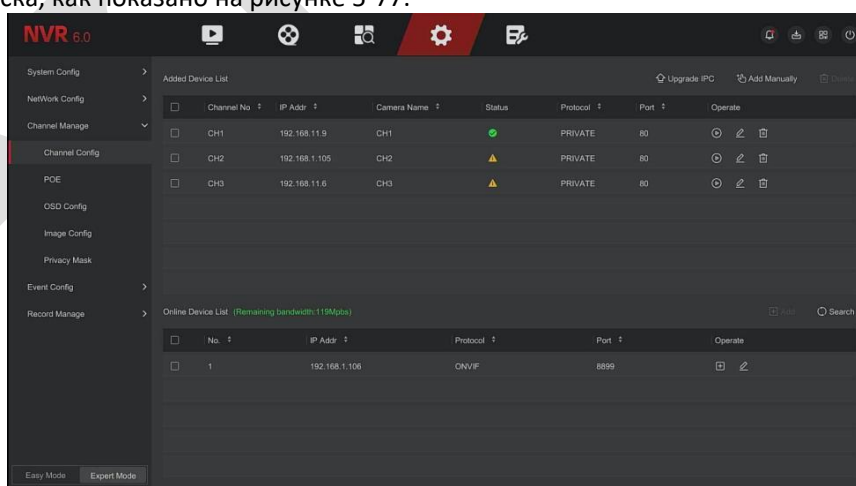 ска, как показано на рисунке 5-77.
NVR 6.0
System Config
NetWork Config
Channel Manage
Channel Config
POE
OSD Config
Image Config
Privacy Mask
Event Config
Record Manage
Easy Mode Expert Mode
Added Device List Upgrade IPC Add Manually Delete
Channel No IP Addr Camera Name Status Protocol Port Operate
CH1 192.168.11.9 CH1 PRIVATE 80
CH2 192.168.1.105 CH2 PRIVATE 80
CH3 192.168.11.6 CH3 PRIVATE 80
Online Device List (Remaining bandwidth:119Mpbs) Add Search
No. IP Addr Protocol Port Operate
1 192.168.1.106 ONVIF 8899